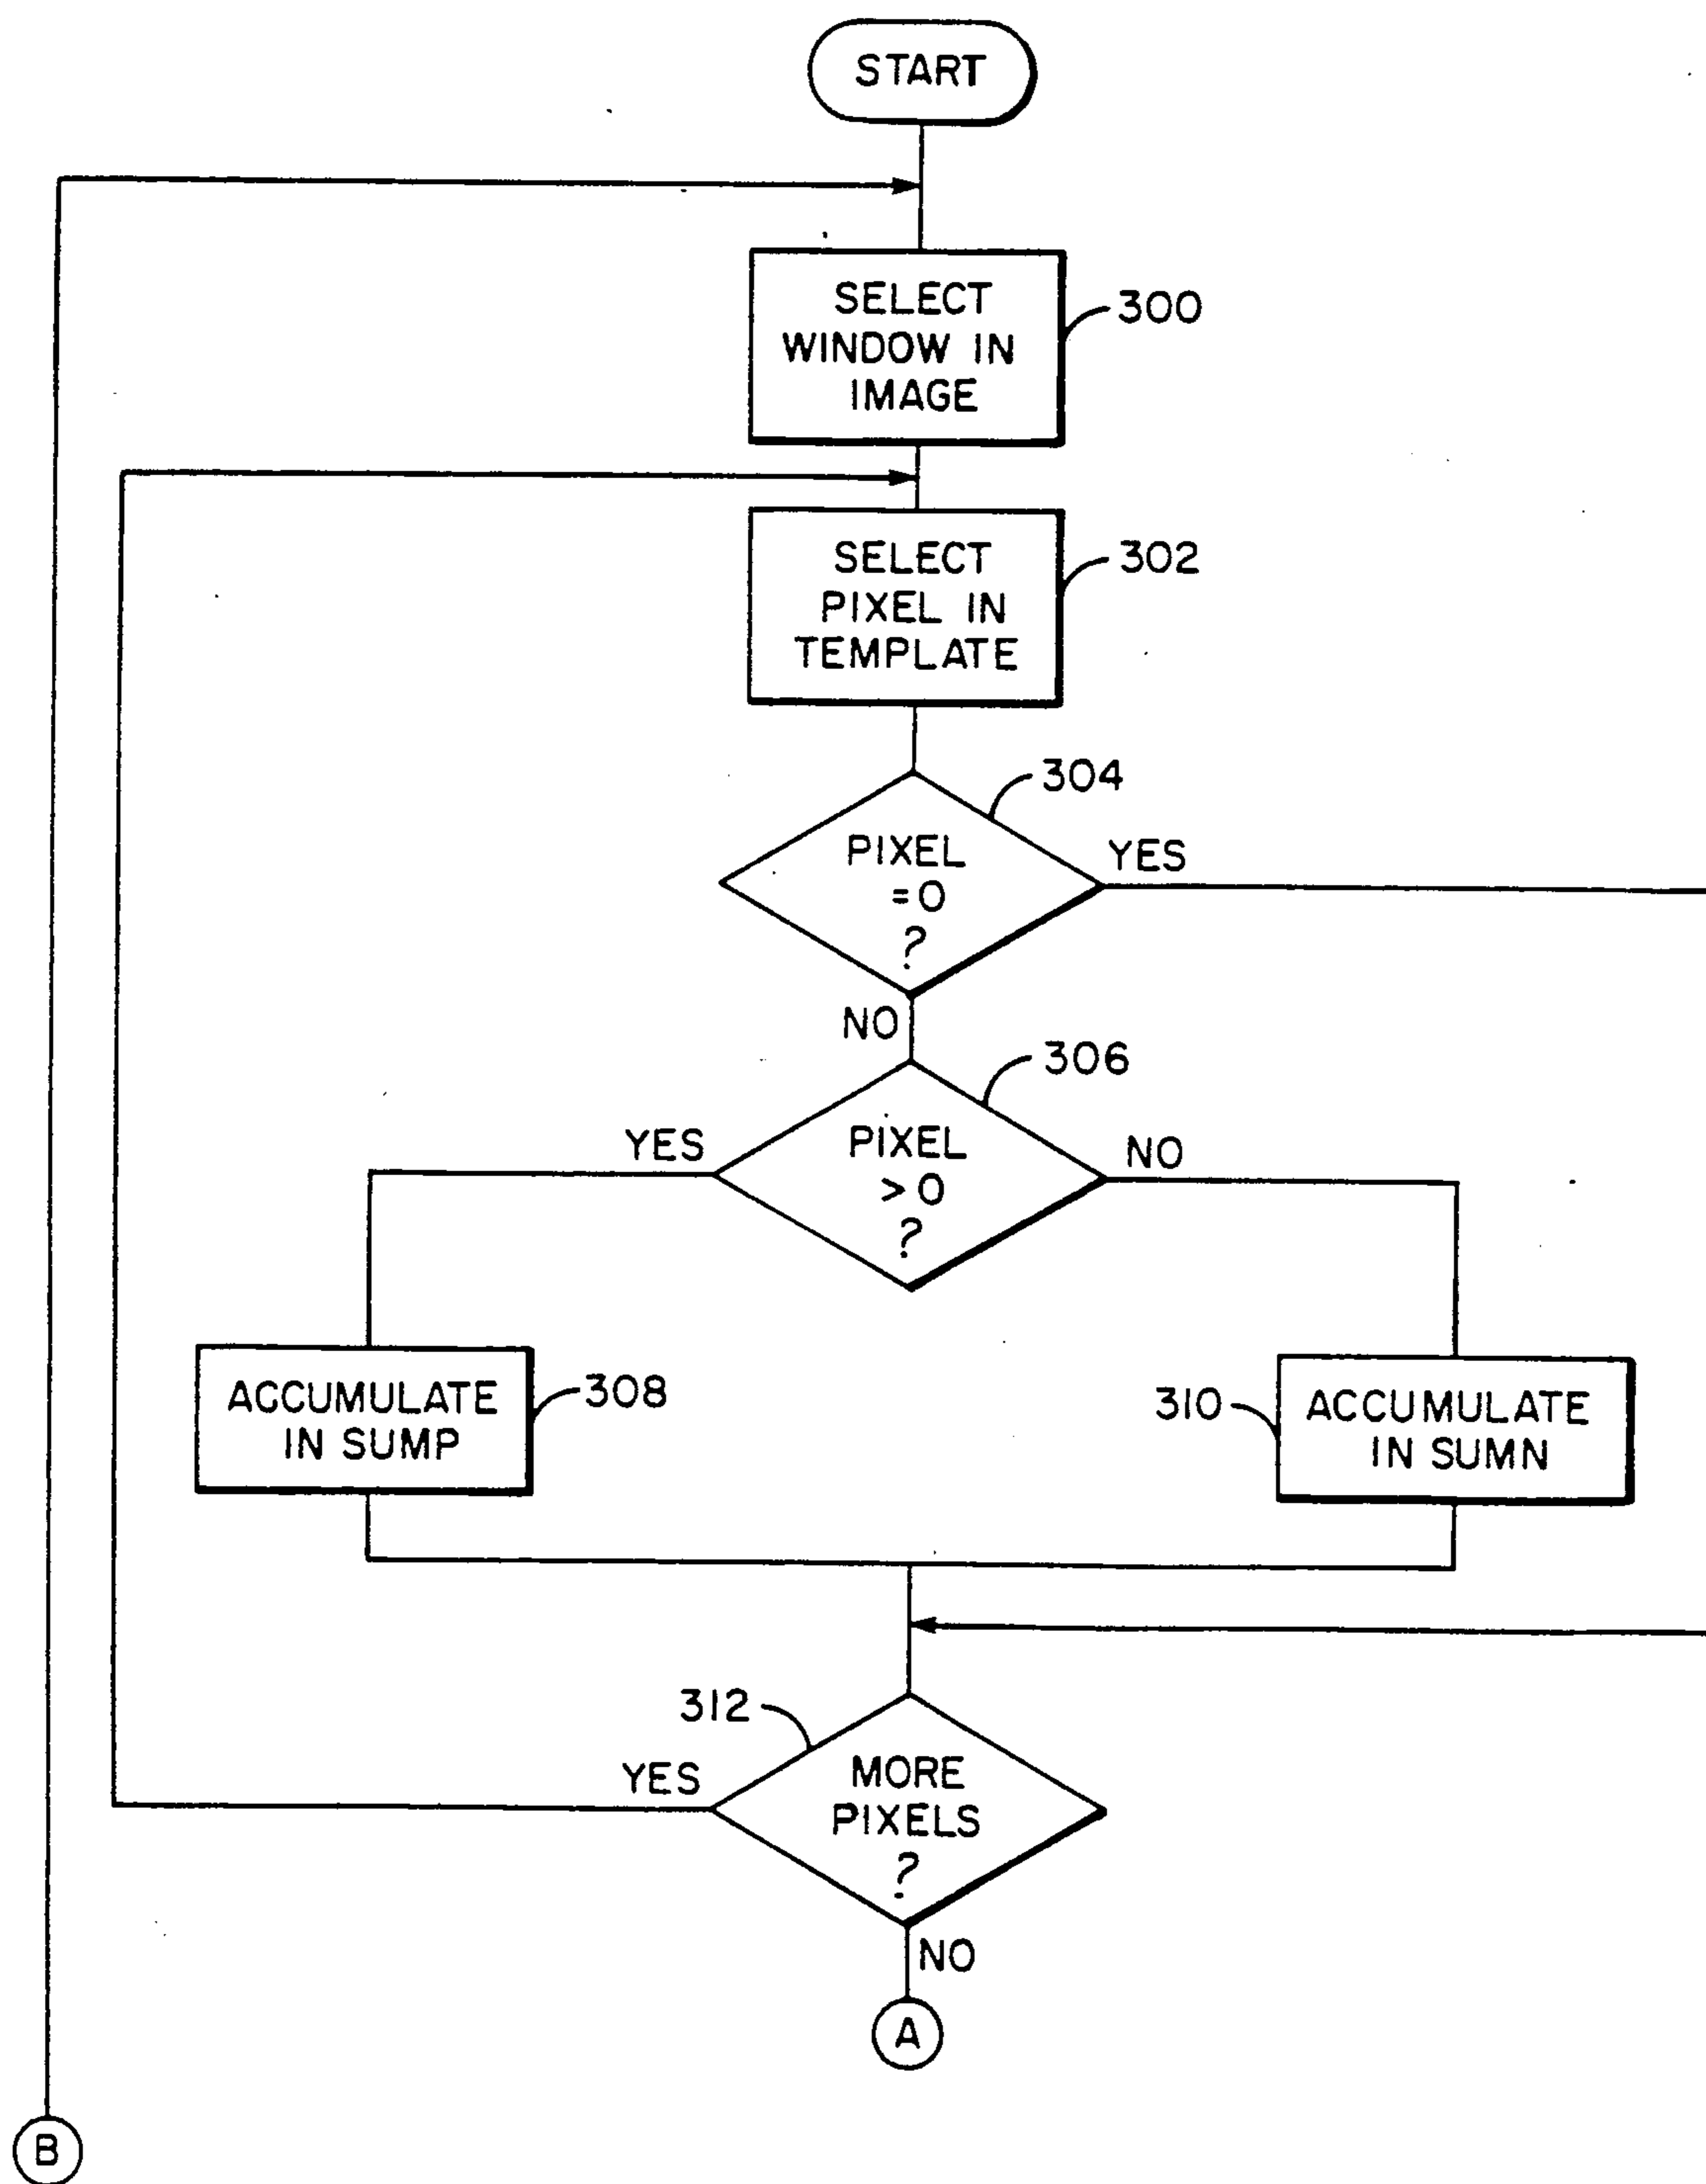 START
SELECT
WINDOW IN
IMAGE
300
SELECT
PIXEL IN
TEMPLATE
302
304
PIXEL
=0
?
YES
NO
306
PIXEL
>0
?
YES
NO
ACCUMULATE
IN SUMP
308
310
ACCUMULATE
IN SUMN
312
MORE
PIXELS
?
YES
NO
A
B